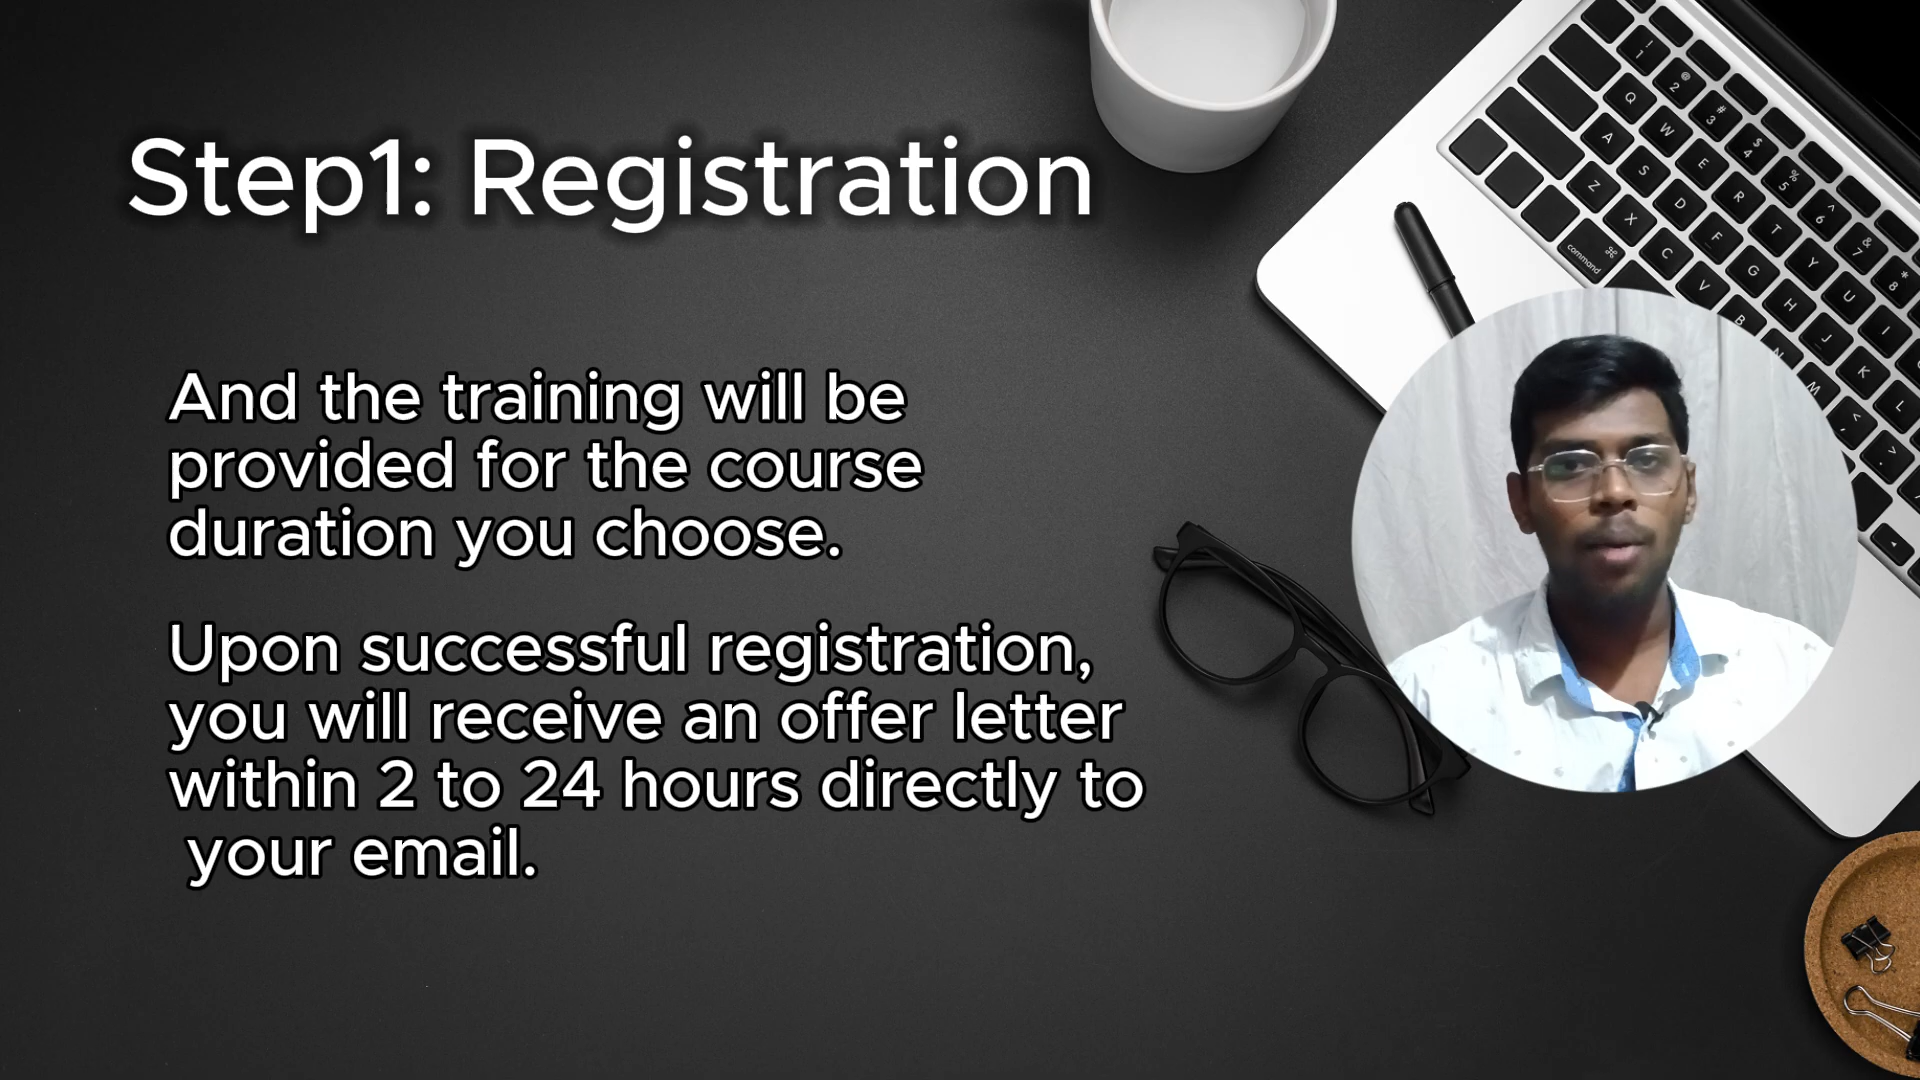 Step1: Registration
And the training will be
provided for the course
duration you choose.
Upon successful registration,
you will receive an offer letter
within 2 to 24 hours directly to
your email.